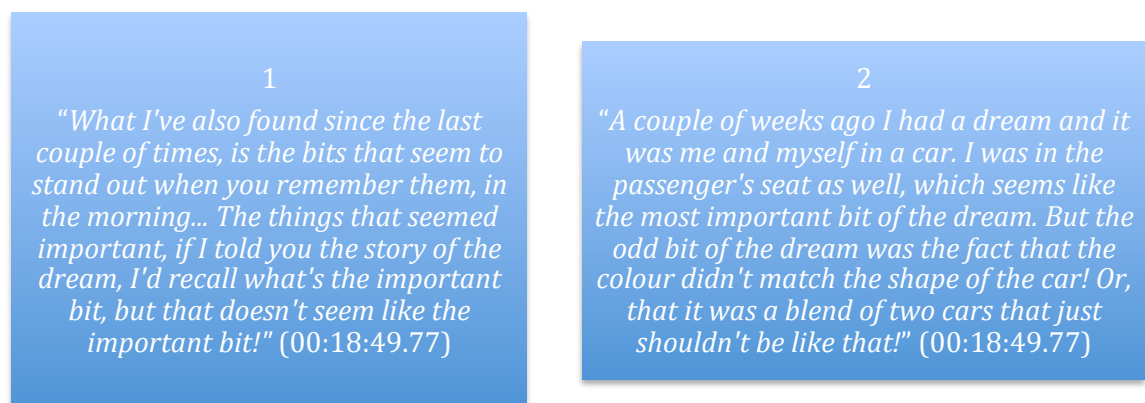 1
“What I've also found since the last
couple of times, is the bits that seem to
stand out when you remember them, in
the morning... The things that seemed
important, if I told you the story of the
dream, I'd recall what's the important
bit, but that doesn't seem like the
important bit!" (00:18:49.77)
2
“A couple of weeks ago I had a dream and it
was me and myself in a car. I was in the
passenger's seat as well, which seems like
the most important bit of the dream. But the
odd bit of the dream was the fact that the
colour didn't match the shape of the car! Or,
that it was a blend of two cars that just
shouldn't be like that!” (00:18:49.77)